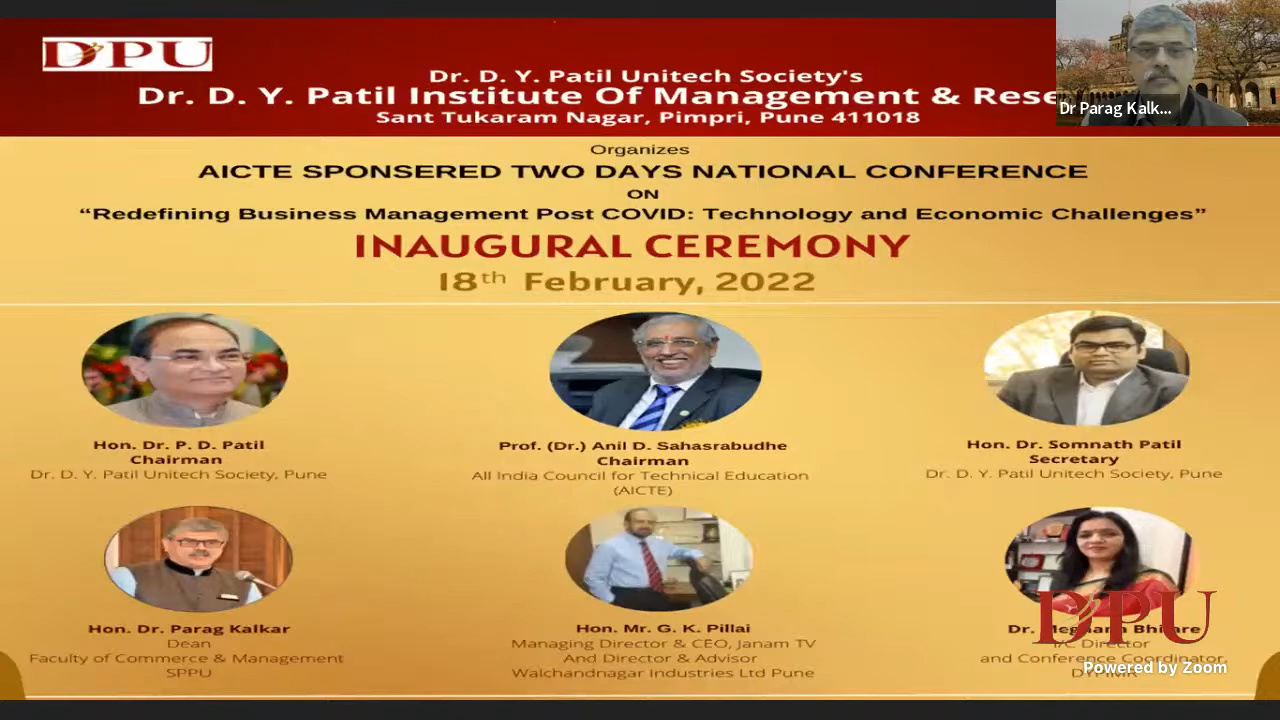 DPU
Dr. D. Y. Patil Unitech Society's
Dr. D. Y. Patil Institute Of Management & Rese
Sant Tukaram Nagar, Pimpri, Pune 411018
Dr Parag Kalk...
Organizes
AICTE SPONSERED TWO DAYS NATIONAL CONFERENCE
ON
“Redefining Business Management Post COVID: Technology and Economic Challenges”
INAUGURAL CEREMONY
18th February, 2022
Hon. Dr. P. D. Patil
Chairman
Dr. D. Y. Patil Unitech Society, Pune
Prof. (Dr.) Anil D. Sahasrabudhe
Chairman
All India Council for Technical Education
(AICTE)
Hon. Dr. Somnath Patil
Secretary
Dr. D. Y. Patil Unitech Society, Pune
Hon. Dr. Parag Kalkar
Dean
Faculty of Commerce & Management
SPPU
Hon. Mr. G. K. Pillai
Managing Director & CEO, Janam TV
And Director & Advisor
Walchandnagar Industries Ltd Pune
Dr.
Director
and Conference Coordinator
DPU
Powered by Zoom